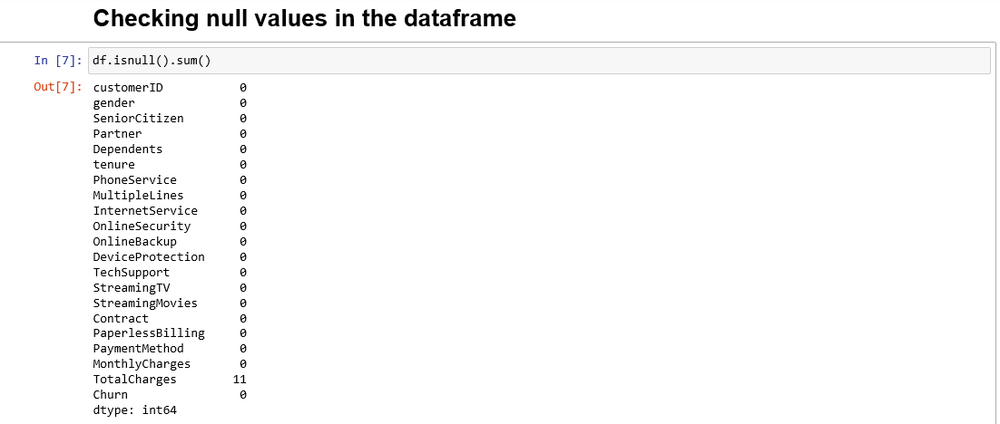 Checking null values in the dataframe
In [7]: df.isnull().sum()
Out[7]: customerID 0
gender 0
SeniorCitizen 0
Partner 0
Dependents 0
tenure 0
PhoneService 0
MultipleLines 0
InternetService 0
OnlineSecurity 0
OnlineBackup 0
DeviceProtection 0
TechSupport 0
StreamingTV 0
StreamingMovies 0
Contract 0
PaperlessBilling 0
PaymentMethod 0
MonthlyCharges 0
TotalCharges 11
Churn 0
dtype: int64